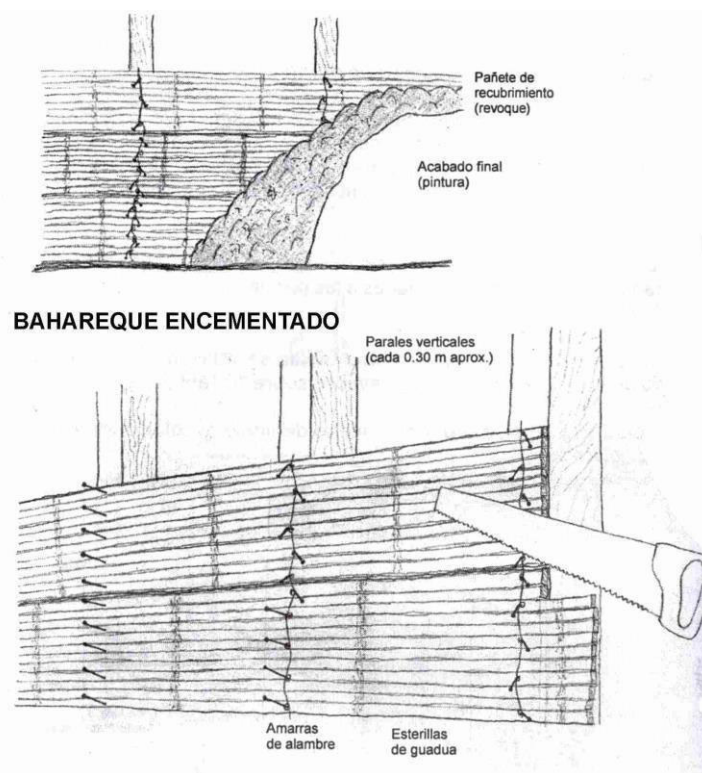 Pañete de
recubrimiento
(revoque)
Acabado final
(pintura)
BAHAREQUE ENCEMENTADO
Parales verticales
(cada 0.30 m aprox.)
Amarras
de alambre
Esterillas
de guadua